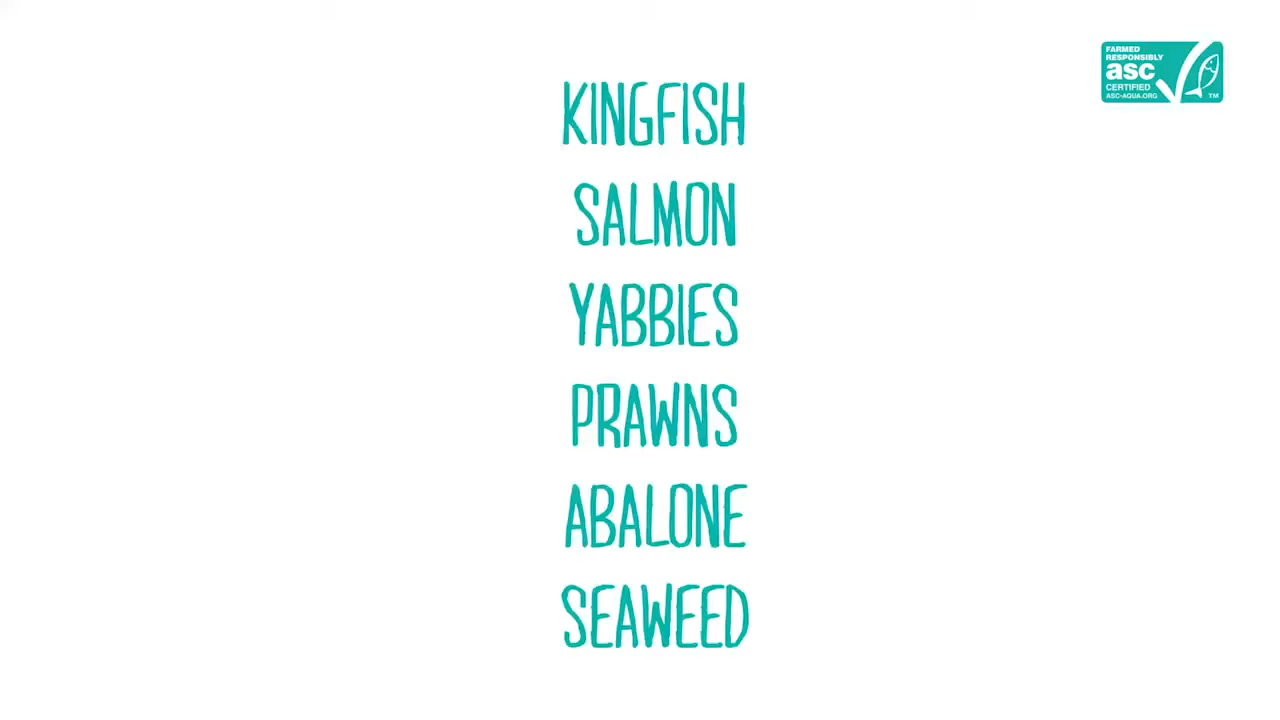 FARMED
RESPONSIBLY
asc
CERTIFIED
ASC-AQUA.ORG
TM
KINGFISH
SALMON
YABBIES
PRAWNS
ABALONE
SEAWEED